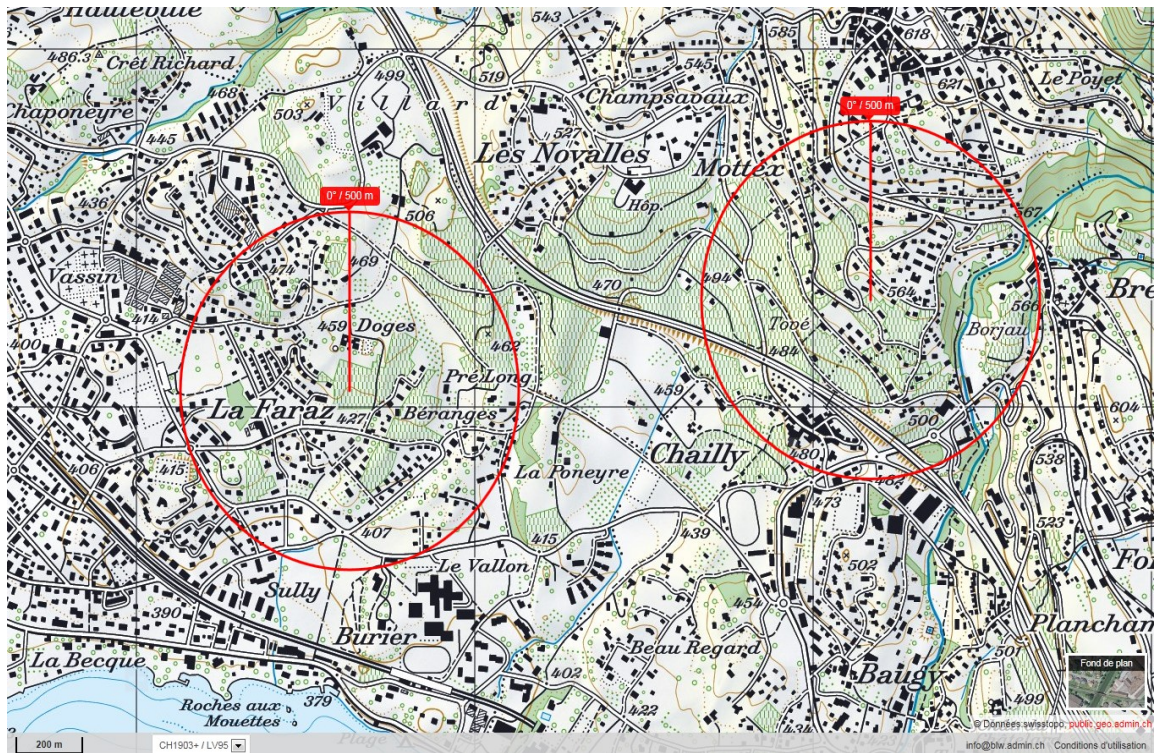 Hauteville
543
585
618
486.3
Crêt Richard
499
519
545
Le Poyet
468
Champsavaux
621
Chaponeyre
503
Villard
0° / 500 m
445
527
Les Novalles
Mottex
0° / 500 m
Hôp.
436
506
567
474
469
494
Vassin
470
564
566
Bre
414
459
Doges
Tové
Borjau
400
462
484
Pré Long
459
604
La Faraz
427
Béranges
500
406
415
La Poneyre
Chailly
480
538
473
407
415
439
523
Le Vallon
502
Sully
454
390
Burier
Beau Regard
Plancham
La Becque
501
Baugy
Fond de plan
402
Roches aux
Mouettes
379
422
434
499
© Données:swisstopo, public.geo.admin.ch
200 m
CH1903+ / LV95
info@blw.admin.ch
Conditions d'utilisation